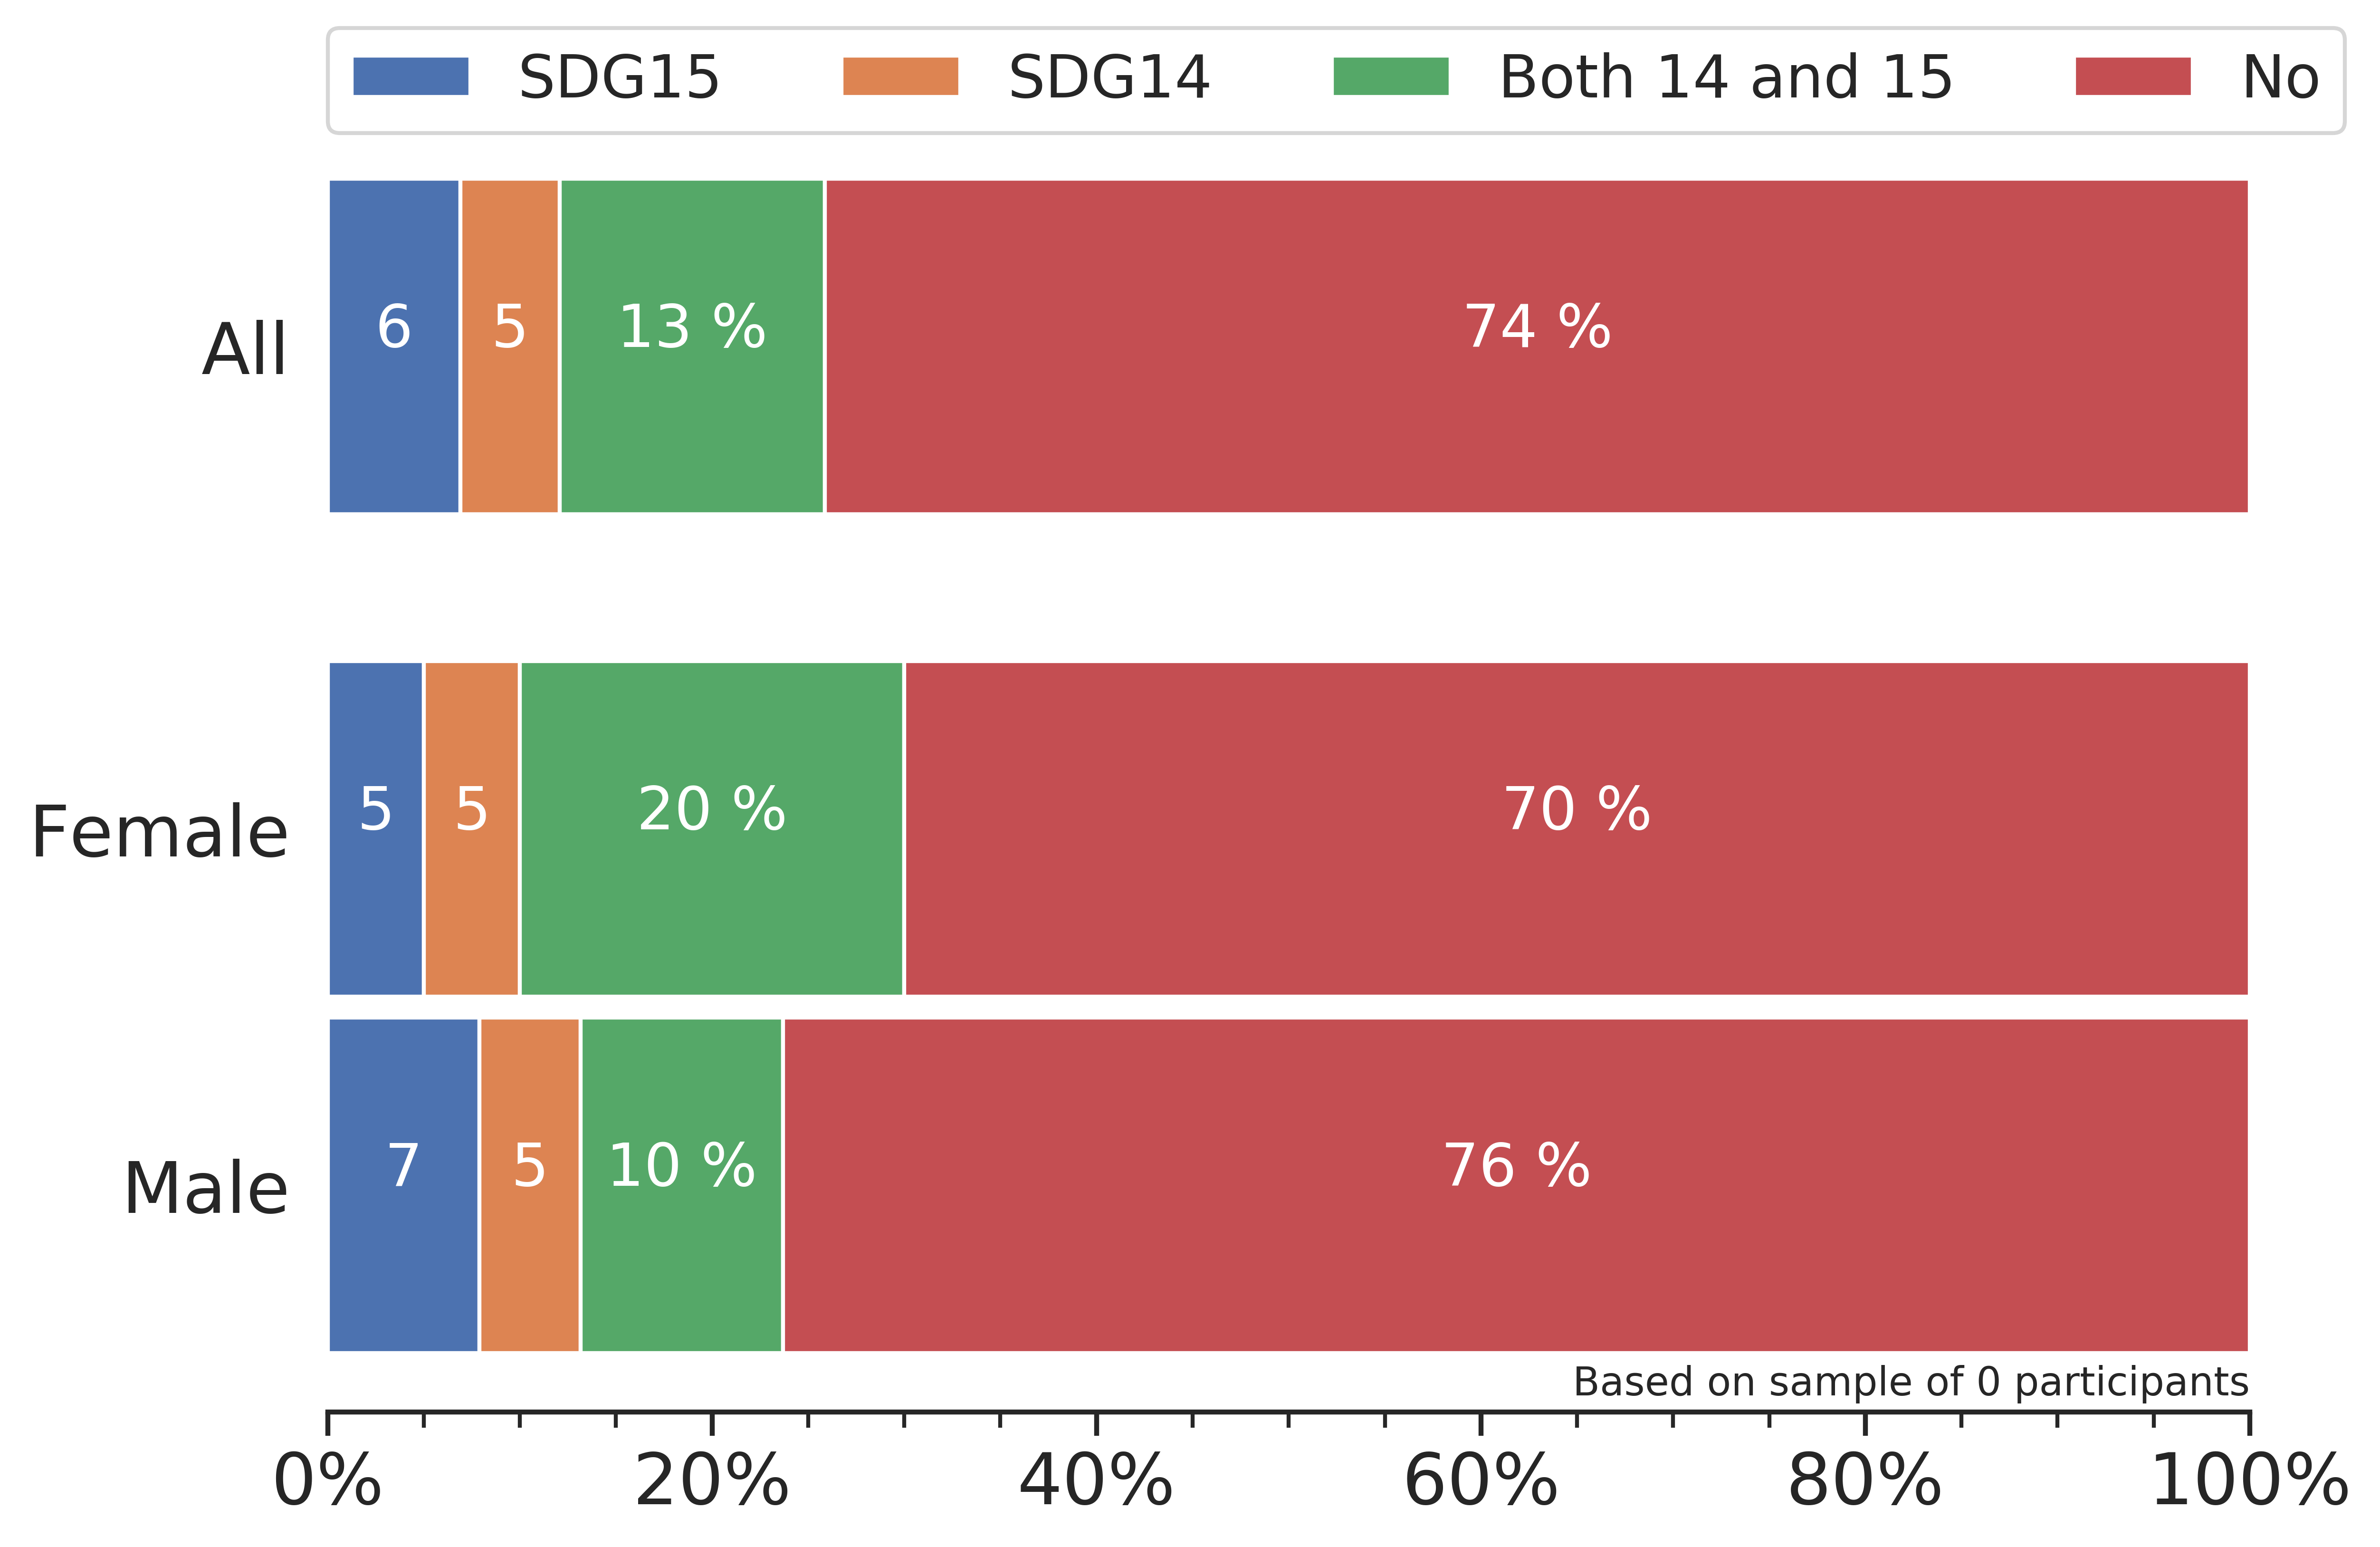 SDG15 SDG14 Both 14 and 15 No
All 6 5 13 % 74 %
Female 5 5 20 % 70 %
Male 7 5 10 % 76 %
Based on sample of 0 participants
0% 20% 40% 60% 80% 100%